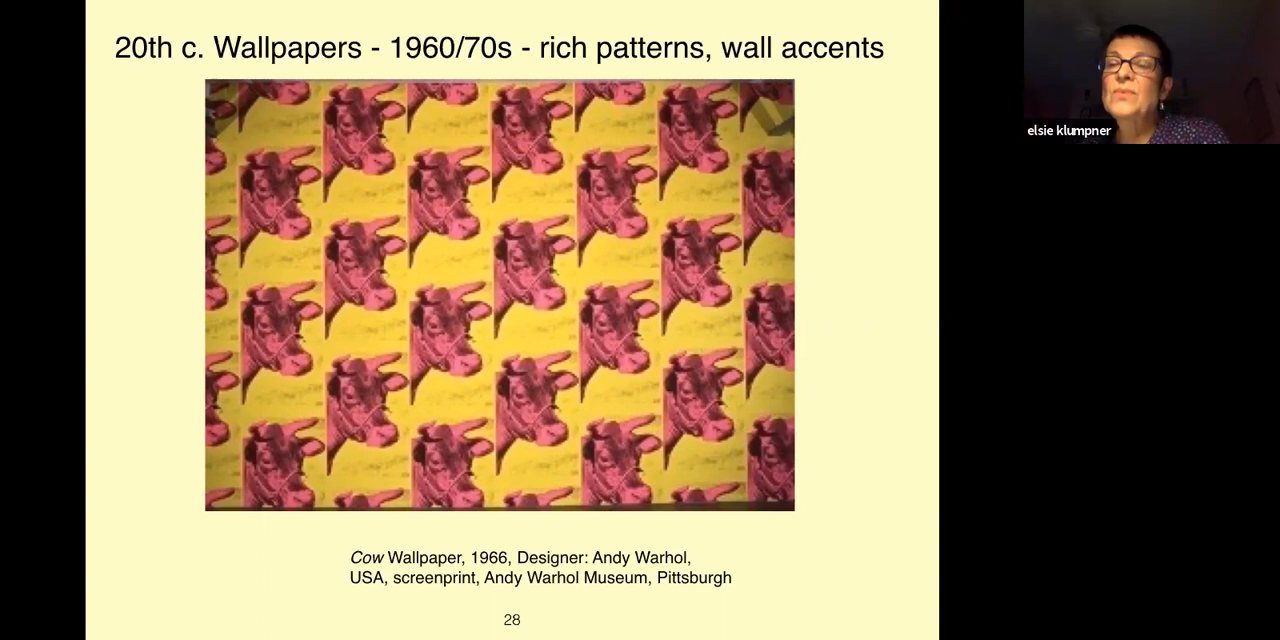 20th c. Wallpapers - 1960/70s - rich patterns, wall accents
elsie klumpner
Cow Wallpaper, 1966, Designer: Andy Warhol,
USA, screenprint, Andy Warhol Museum, Pittsburgh
28